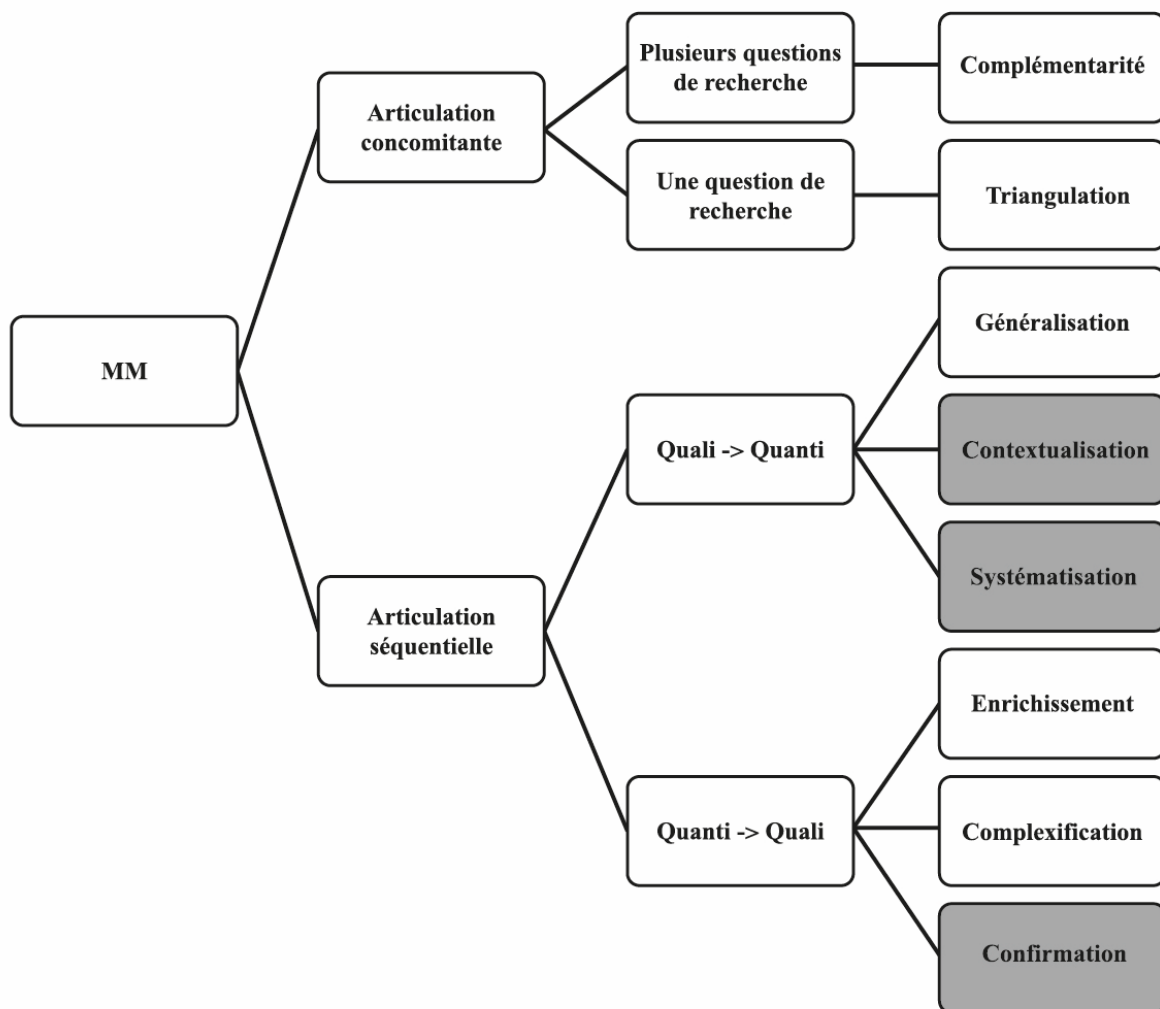 Plusieurs questions
de recherche
Complémentarité
Articulation
concomitante
Une question de
recherche
Triangulation
Généralisation
MM
Quali -> Quanti
Contextualisation
Systématisation
Articulation
séquentielle
Enrichissement
Quanti -> Quali
Complexification
Confirmation